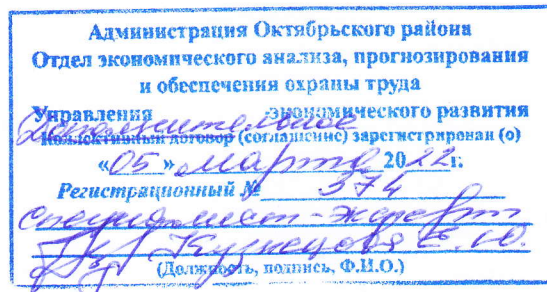 Администрация Октябрьского района
Отдел экономического анализа, прогнозирования
и обеспечения охраны труда
Управления экономического развития
Дополнительное
Коллективный договор (соглашение) зарегистрирован (о)
«05» марта 2022г.
Регистрационный № 374
специалист-эксперт
Кузнецова Е.Ю.
(Должность, подпись, Ф.И.О.)